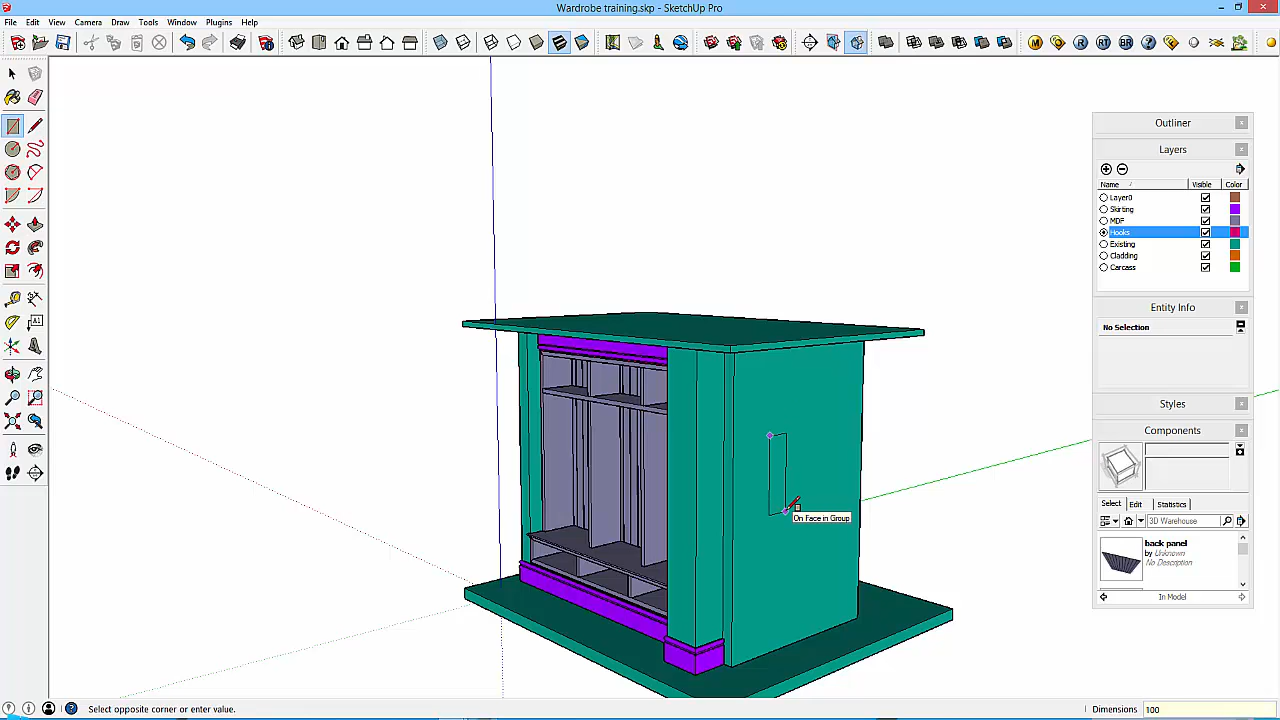 Wardrobe training.skp - SketchUp Pro
File Edit View Camera Draw Tools Window Plugins Help
M R RT BR ?
A1
Outliner
Layers
Name Visible Color
Layer0
Skirting
MDF
Hooks
Existing
Cladding
Carcass
Entity Info
No Selection
Styles
Components
Select Edit Statistics
3D Warehouse
back panel
by Unknown
No Description
In Model
On Face in Group
Select opposite corner or enter value.
Dimensions 100